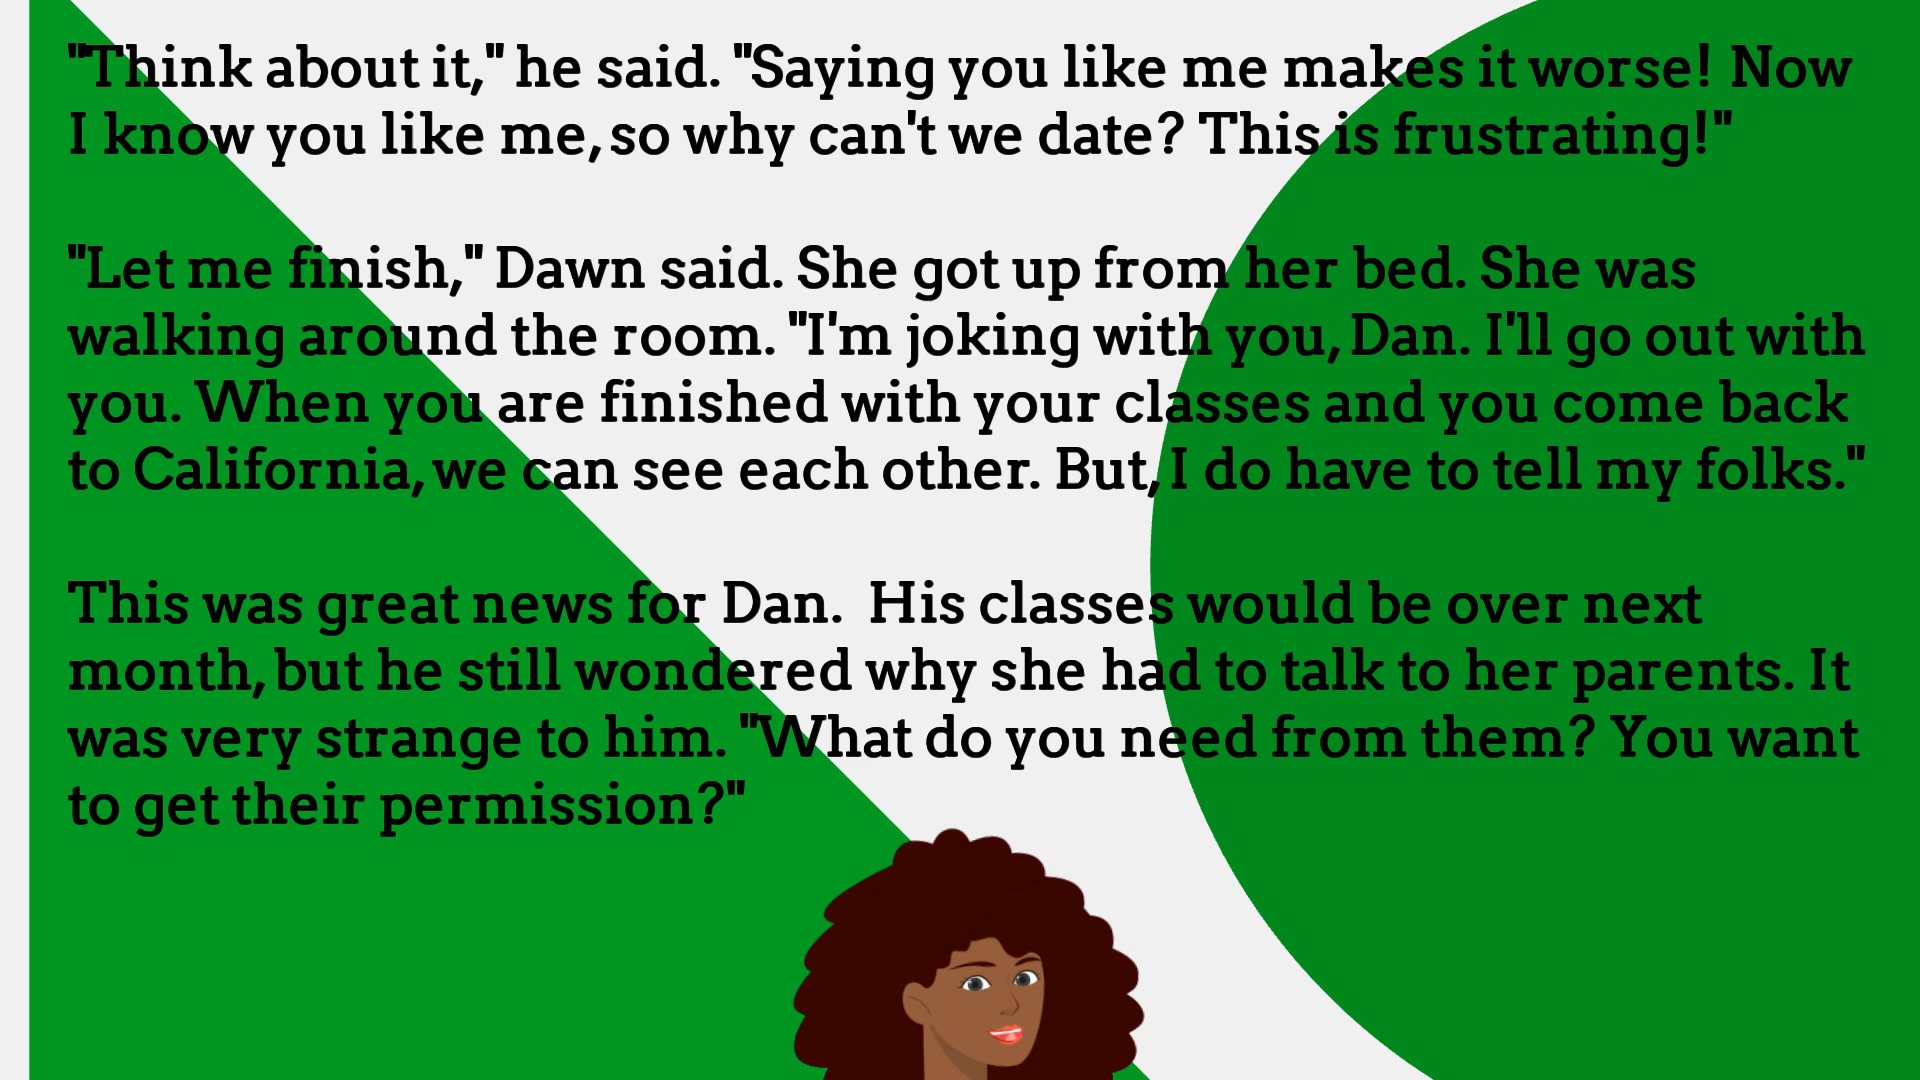 "Think about it," he said. "Saying you like me makes it worse! Now
I know you like me, so why can't we date? This is frustrating!"
"Let me finish," Dawn said. She got up from her bed. She was
walking around the room. "I'm joking with you, Dan. I'll go out with
you. When you are finished with your classes and you come back
to California, we can see each other. But, I do have to tell my folks."
This was great news for Dan.  His classes would be over next
month, but he still wondered why she had to talk to her parents. It
was very strange to him. "What do you need from them? You want
to get their permission?"